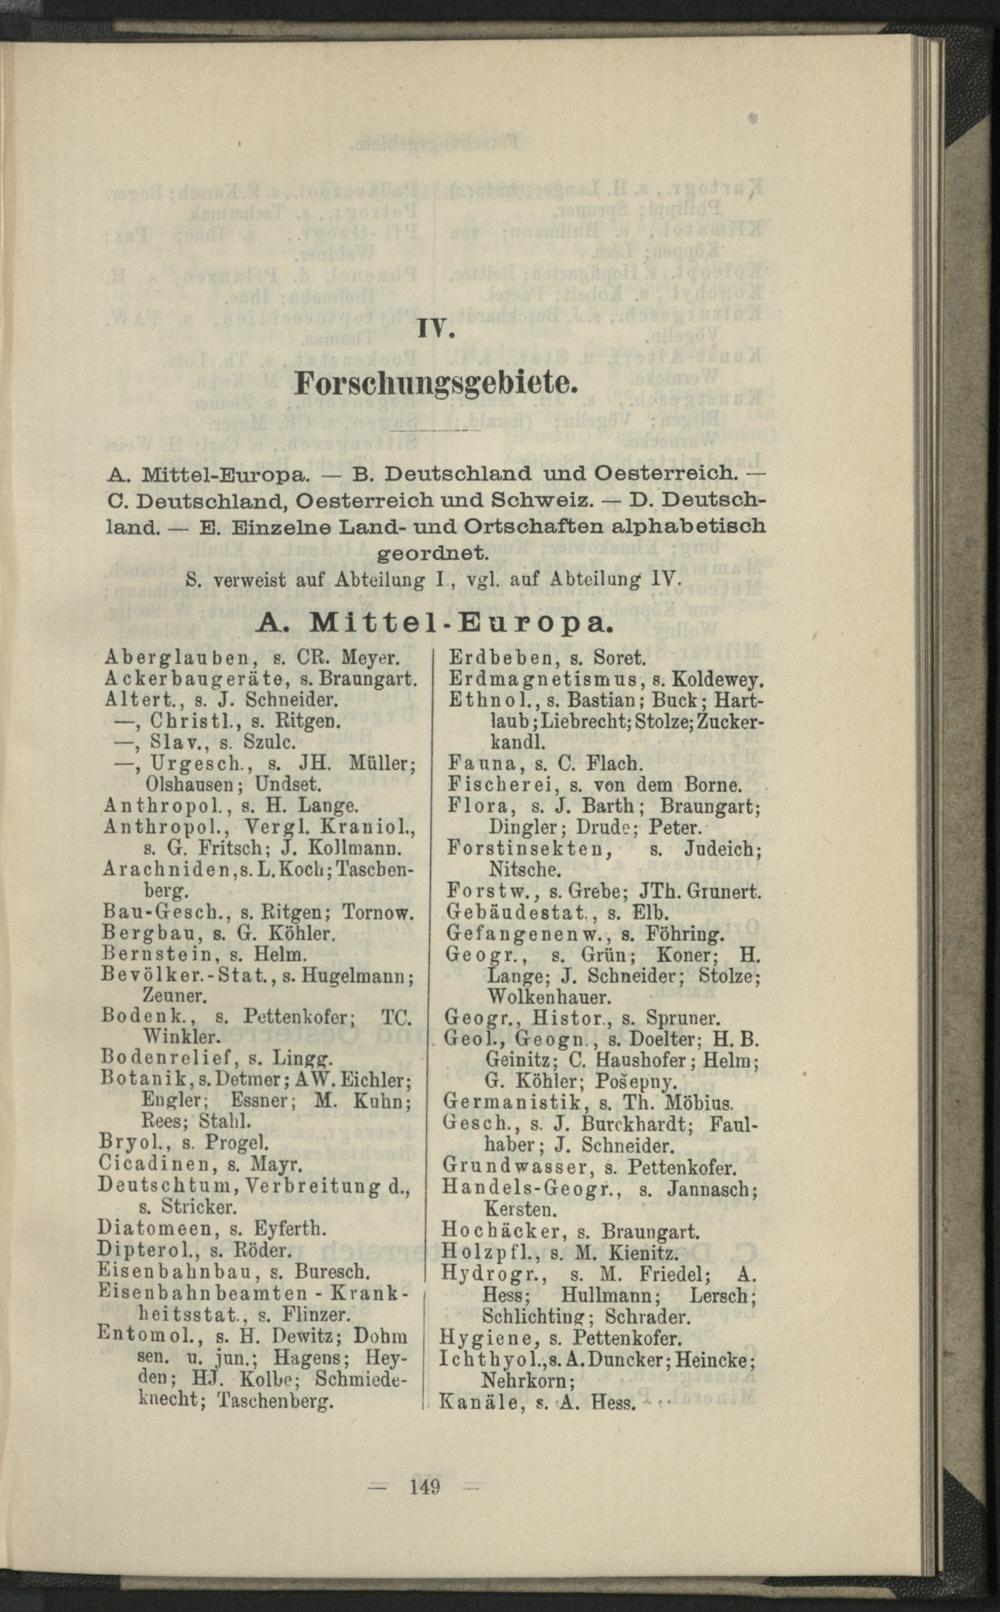 IV.
Forschungsgebiete.
A. Mittel-Europa. — B. Deutschland und Oesterreich. —
C. Deutschland, Oesterreich und Schweiz. — D. Deutsch-
land. — E. Einzelne Land- und Ortschaften alphabetisch
geordnet.
S. verweist auf Abteilung I., vgl. auf Abteilung IV.
A. Mittel-Europa.
Aberglauben, s. CR. Meyer.
Ackerbaugeräte, s. Braungart.
Altert., s. J. Schneider.
—, Christl., s. Ritgen.
—, Slav., s. Szulc.
—, Urgesch., s. JH. Müller;
Olshausen; Undset.
Anthropol., s. H. Lange.
Anthropol., Vergl. Kraniol.,
s. G. Fritsch; J. Kollmann.
Arachniden, s. L. Koch; Taschen-
berg.
Bau-Gesch., s. Ritgen; Tornow.
Bergbau, s. G. Köhler.
Bernstein, s. Helm.
Bevölker.-Stat., s. Hugelmann;
Zeuner.
Bodenk., s. Pettenkofer; TC.
Winkler.
Bodenrelief, s. Lingg.
Botanik, s. Detmer; AW. Eichler;
Engler; Essner; M. Kuhn;
Rees; Stahl.
Bryol., s. Progel.
Cicadinen, s. Mayr.
Deutschtum, Verbreitung d.,
s. Stricker.
Diatomeen, s. Eyferth.
Dipterol., s. Röder.
Eisenbahnbau, s. Buresch.
Eisenbahnbeamten - Krank-
heitsstat., s. Flinzer.
Entomol., s. H. Dewitz; Dohrn
sen. u. jun.; Hagens; Hey-
den; HJ. Kolbe; Schmiede-
knecht; Taschenberg.
Erdbeben, s. Soret.
Erdmagnetismus, s. Koldewey.
Ethnol., s. Bastian; Buck; Hart-
laub; Liebrecht; Stolze; Zucker-
kandl.
Fauna, s. C. Flach.
Fischerei, s. von dem Borne.
Flora, s. J. Barth; Braungart;
Dingler; Drude; Peter.
Forstinsekten, s. Judeich;
Nitsche.
Forstw., s. Grebe; JTh. Grunert.
Gebäudestat., s. Elb.
Gefangenenw., s. Föhring.
Geogr., s. Grün; Koner; H.
Lange; J. Schneider; Stolze;
Wolkenhauer.
Geogr., Histor., s. Spruner.
Geol., Geogn., s. Doelter; H. B.
Geinitz; C. Haushofer; Helm;
G. Köhler; Pošepny.
Germanistik, s. Th. Möbius.
Gesch., s. J. Burckhardt; Faul-
haber; J. Schneider.
Grundwasser, s. Pettenkofer.
Handels-Geogr., s. Jannasch;
Kersten.
Hochäcker, s. Braungart.
Holzpfl., s. M. Kienitz.
Hydrogr., s. M. Friedel; A.
Hess; Hullmann; Lersch;
Schlichting; Schrader.
Hygiene, s. Pettenkofer.
Ichthyol., s. A. Duncker; Heincke;
Nehrkorn;
Kanäle, s. A. Hess.
— 149 —